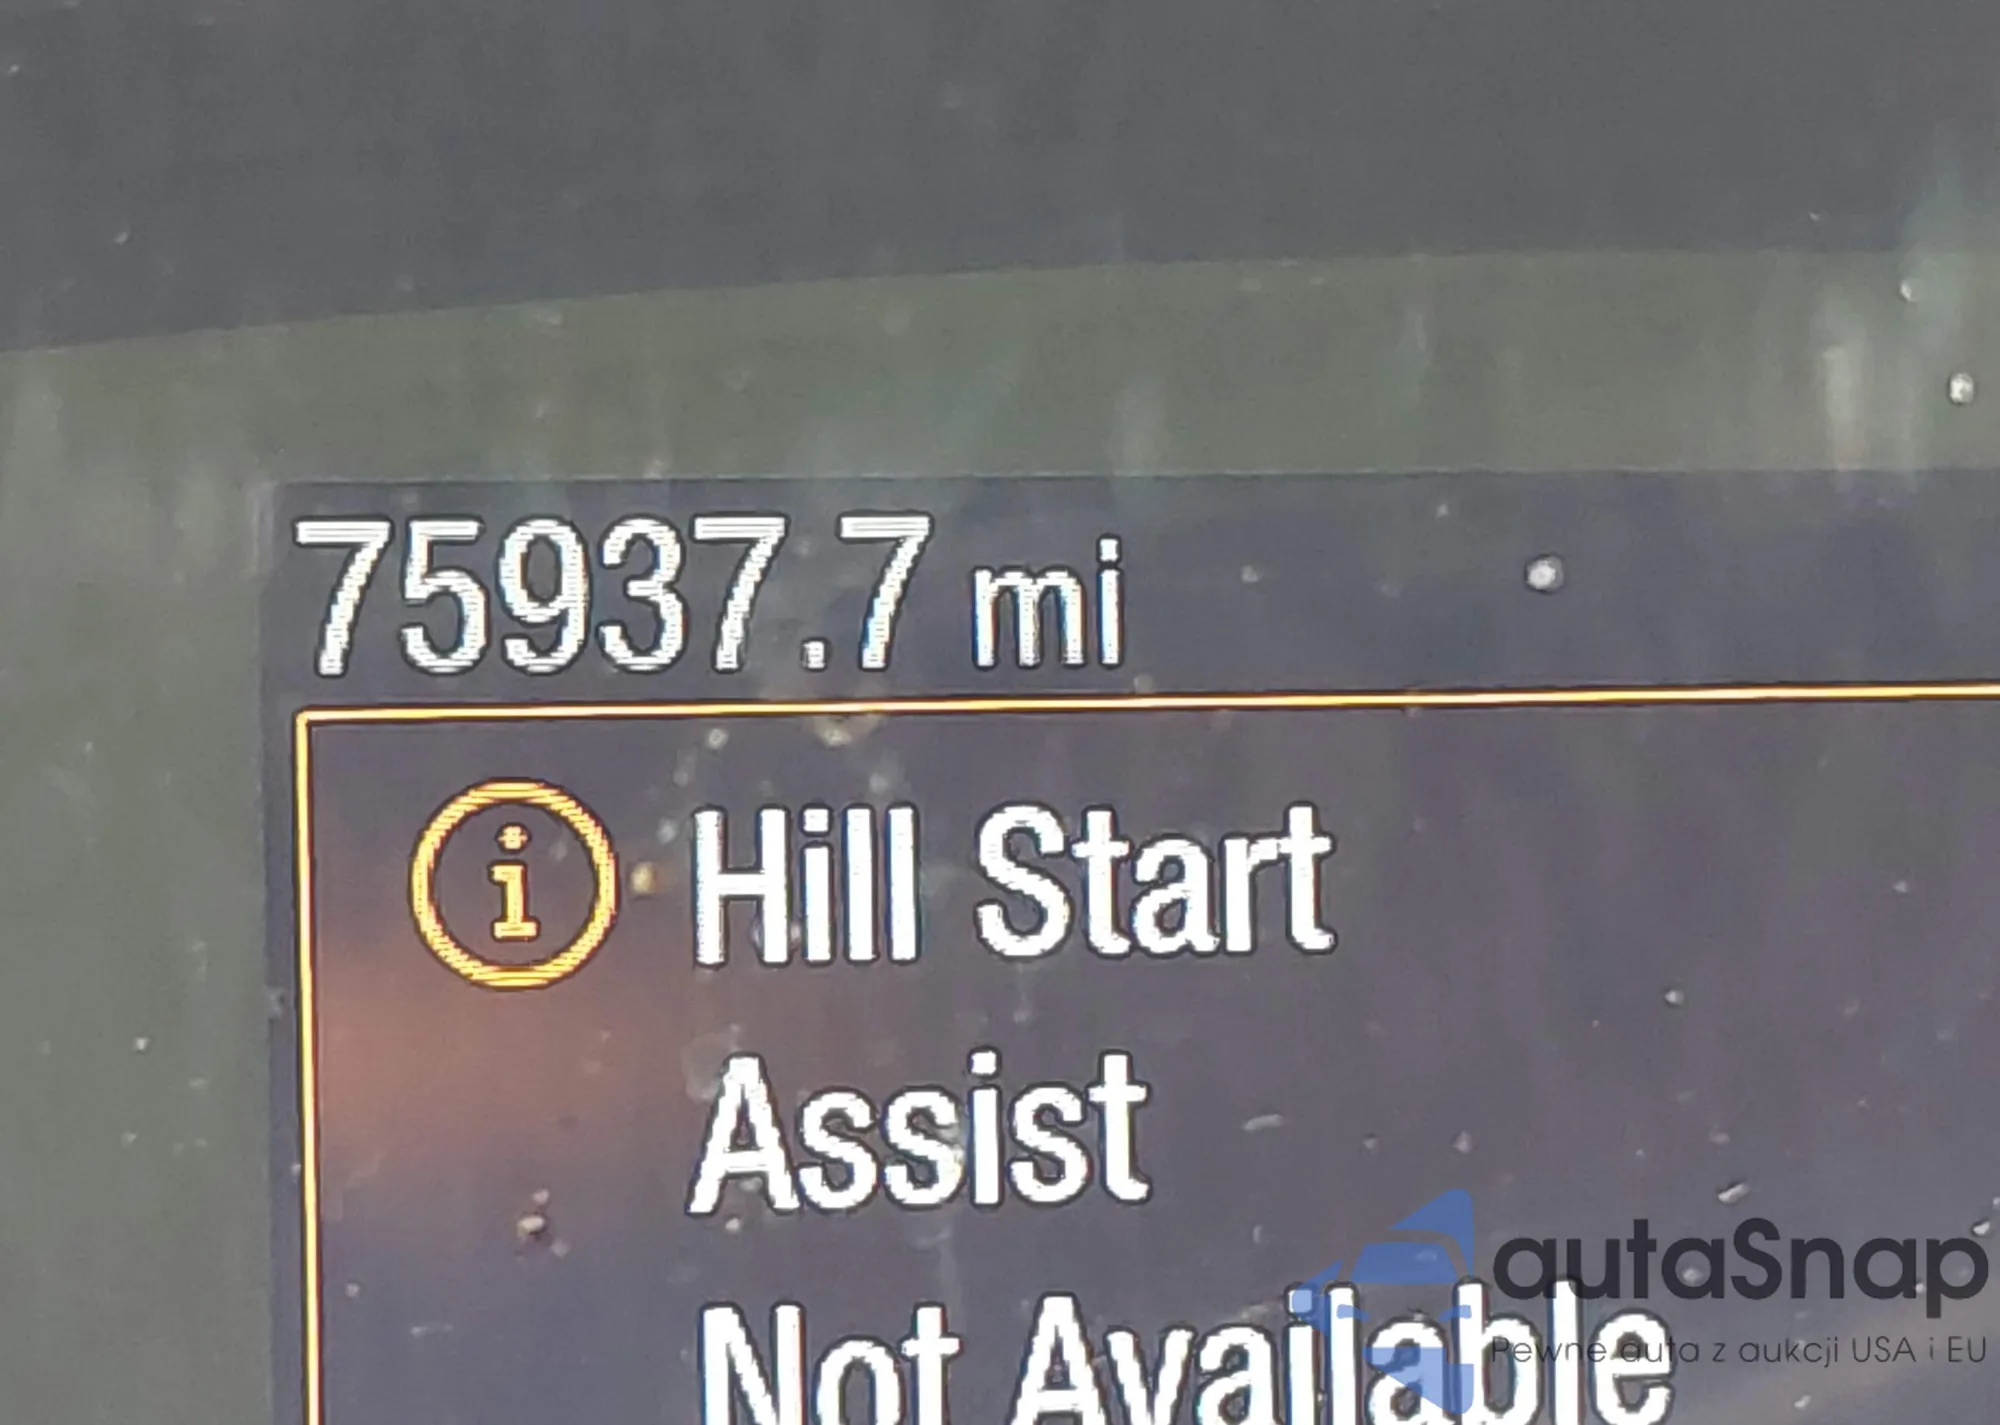 75937.7 mi
i Hill Start
Assist
Not Available
autaSnap
Pewne auta z aukcji USA i EU